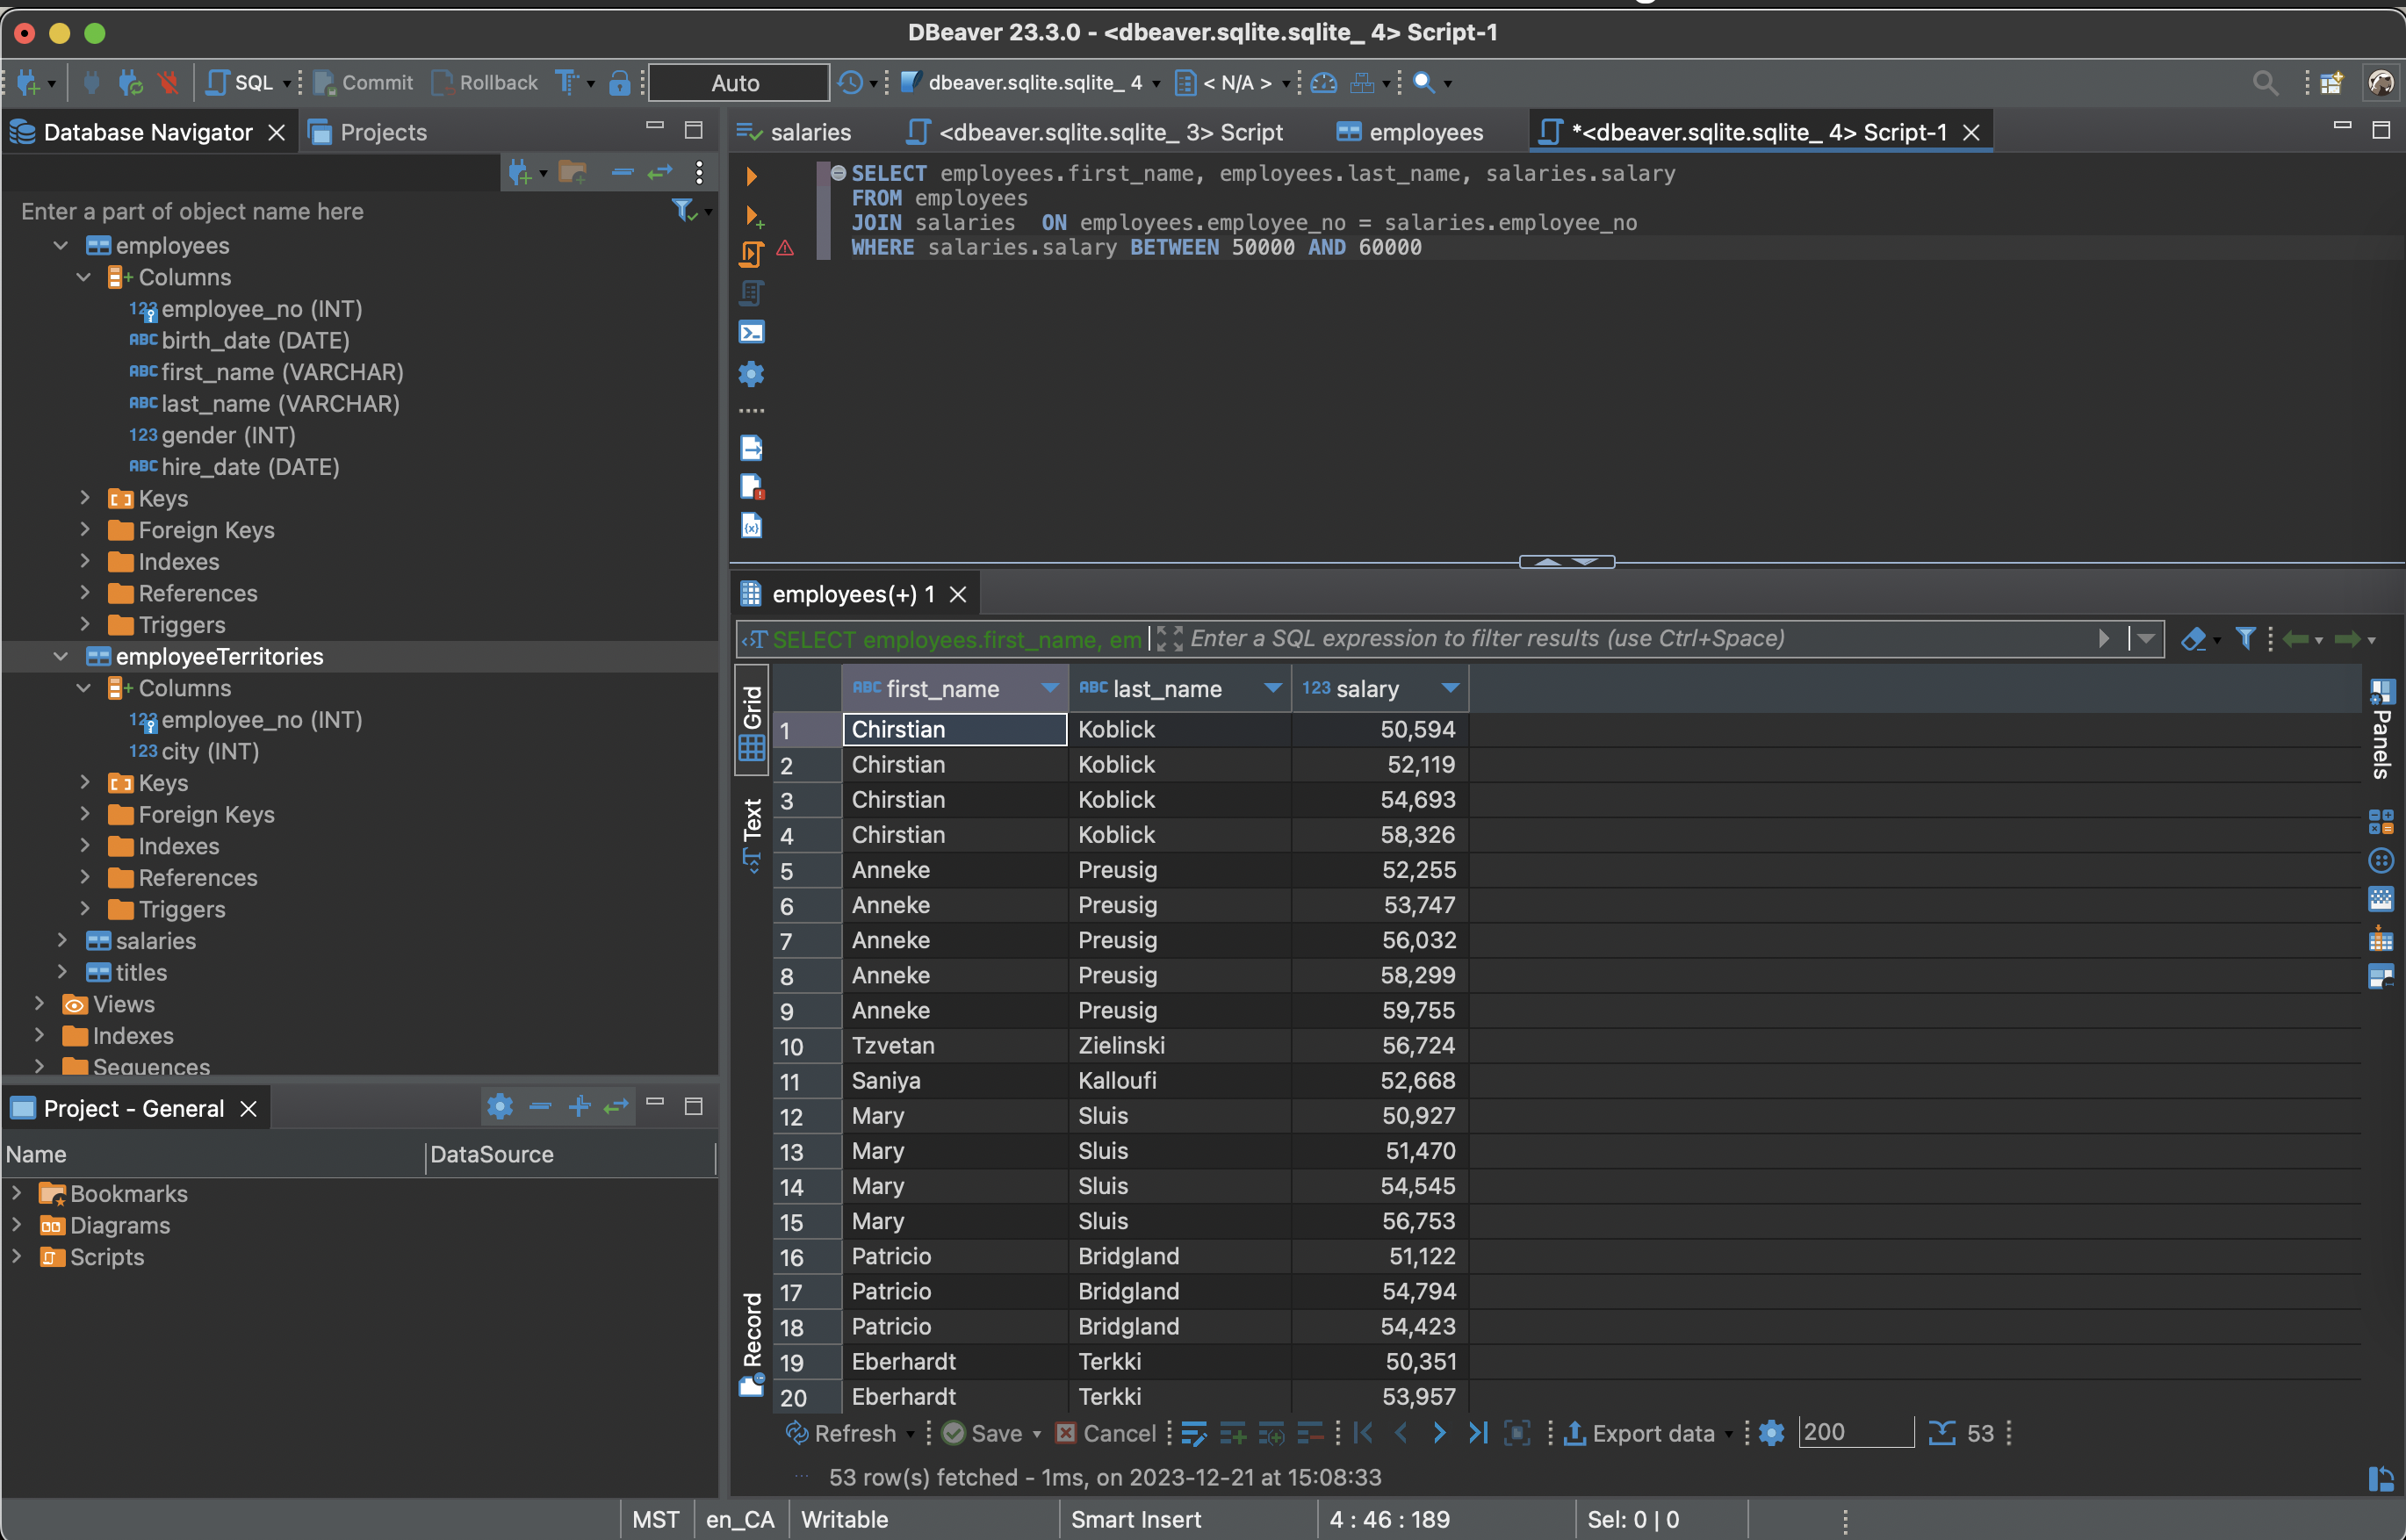 DBeaver 23.3.0 - <dbeaver.sqlite.sqlite_ 4> Script-1
SQL Commit Rollback Auto dbeaver.sqlite.sqlite_ 4 < N/A >
Database Navigator Projects
Enter a part of object name here
employees
Columns
employee_no (INT)
birth_date (DATE)
first_name (VARCHAR)
last_name (VARCHAR)
gender (INT)
hire_date (DATE)
Keys
Foreign Keys
Indexes
References
Triggers
employeeTerritories
Columns
employee_no (INT)
city (INT)
Keys
Foreign Keys
Indexes
References
Triggers
salaries
titles
Views
Indexes
Sequences
Project - General
Name DataSource
Bookmarks
Diagrams
Scripts
salaries <dbeaver.sqlite.sqlite_ 3> Script employees *<dbeaver.sqlite.sqlite_ 4> Script-1
SELECT employees.first_name, employees.last_name, salaries.salary
FROM employees
JOIN salaries  ON employees.employee_no = salaries.employee_no
WHERE salaries.salary BETWEEN 50000 AND 60000
employees(+) 1
SELECT employees.first_name, em Enter a SQL expression to filter results (use Ctrl+Space)
Grid
Text
Record
Panels
ABC first_name ABC last_name 123 salary
1 Chirstian Koblick 50,594
2 Chirstian Koblick 52,119
3 Chirstian Koblick 54,693
4 Chirstian Koblick 58,326
5 Anneke Preusig 52,255
6 Anneke Preusig 53,747
7 Anneke Preusig 56,032
8 Anneke Preusig 58,299
9 Anneke Preusig 59,755
10 Tzvetan Zielinski 56,724
11 Saniya Kalloufi 52,668
12 Mary Sluis 50,927
13 Mary Sluis 51,470
14 Mary Sluis 54,545
15 Mary Sluis 56,753
16 Patricio Bridgland 51,122
17 Patricio Bridgland 54,794
18 Patricio Bridgland 54,423
19 Eberhardt Terkki 50,351
20 Eberhardt Terkki 53,957
Refresh Save Cancel Export data 200 53
53 row(s) fetched - 1ms, on 2023-12-21 at 15:08:33
MST en_CA Writable Smart Insert 4 : 46 : 189 Sel: 0 | 0